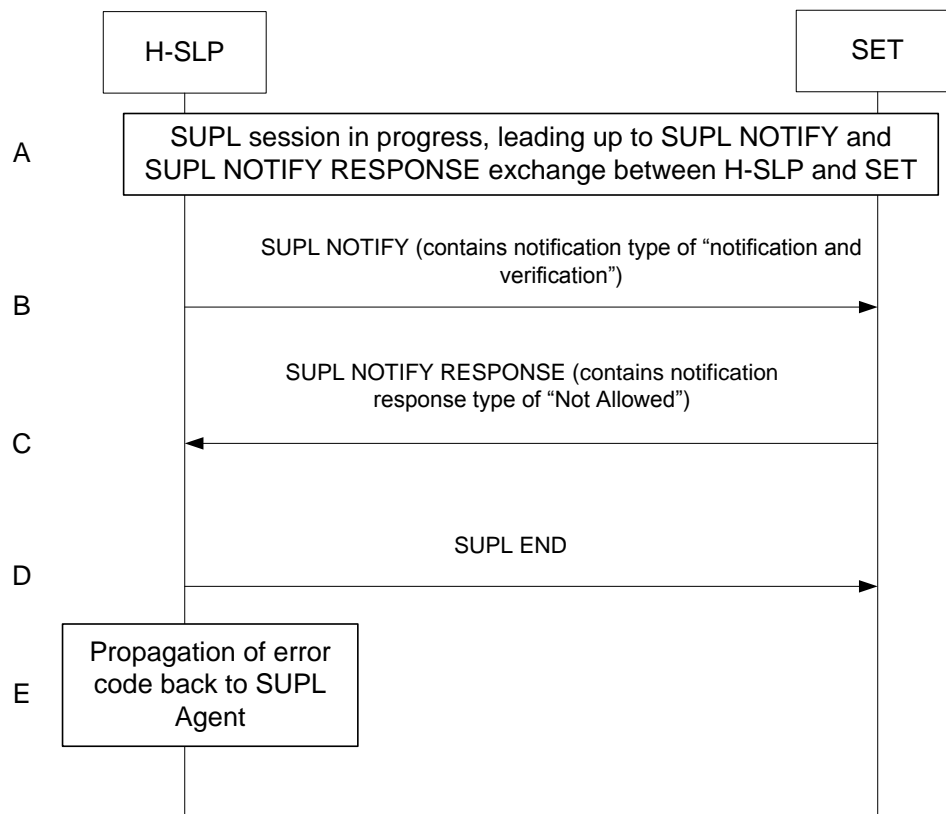 H-SLP
SET
A
SUPL session in progress, leading up to SUPL NOTIFY and
SUPL NOTIFY RESPONSE exchange between H-SLP and SET
SUPL NOTIFY (contains notification type of “notification and
verification”)
B
SUPL NOTIFY RESPONSE (contains notification
response type of “Not Allowed”)
C
SUPL END
D
Propagation of error
code back to SUPL
Agent
E